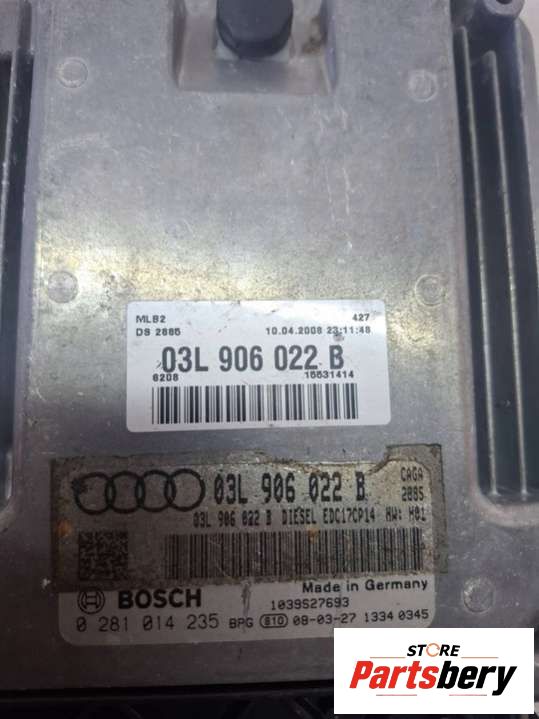 MLB2 427
DS 2885 10.04.2008 23:11:48
03L 906 022 B
6208 15531414
03L 906 022 B CAGA
2885
03L 906 022 B DIESEL EDC17CP14 HW: H01
Made in Germany
BOSCH 1039S27693
0 281 014 235 BPG 810 08-03-27 1334 0345
STORE
Partsbery